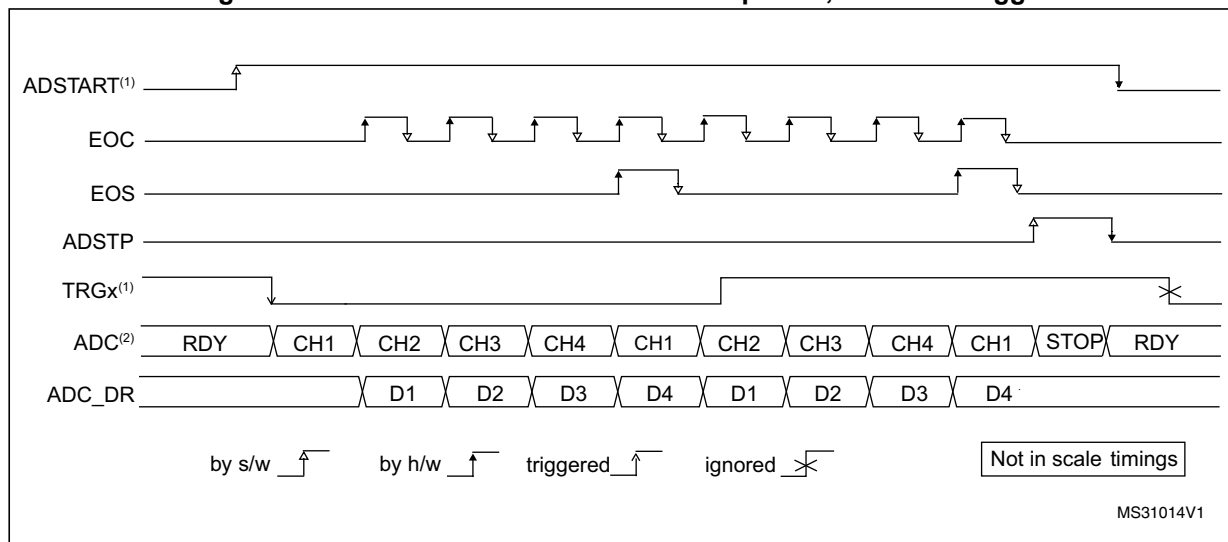 ADSTART(1)
EOC
EOS
ADSTP
TRGx(1)
ADC(2) RDY CH1 CH2 CH3 CH4 CH1 CH2 CH3 CH4 CH1 STOP RDY
ADC_DR D1 D2 D3 D4 D1 D2 D3 D4
by s/w by h/w triggered ignored Not in scale timings
MS31014V1